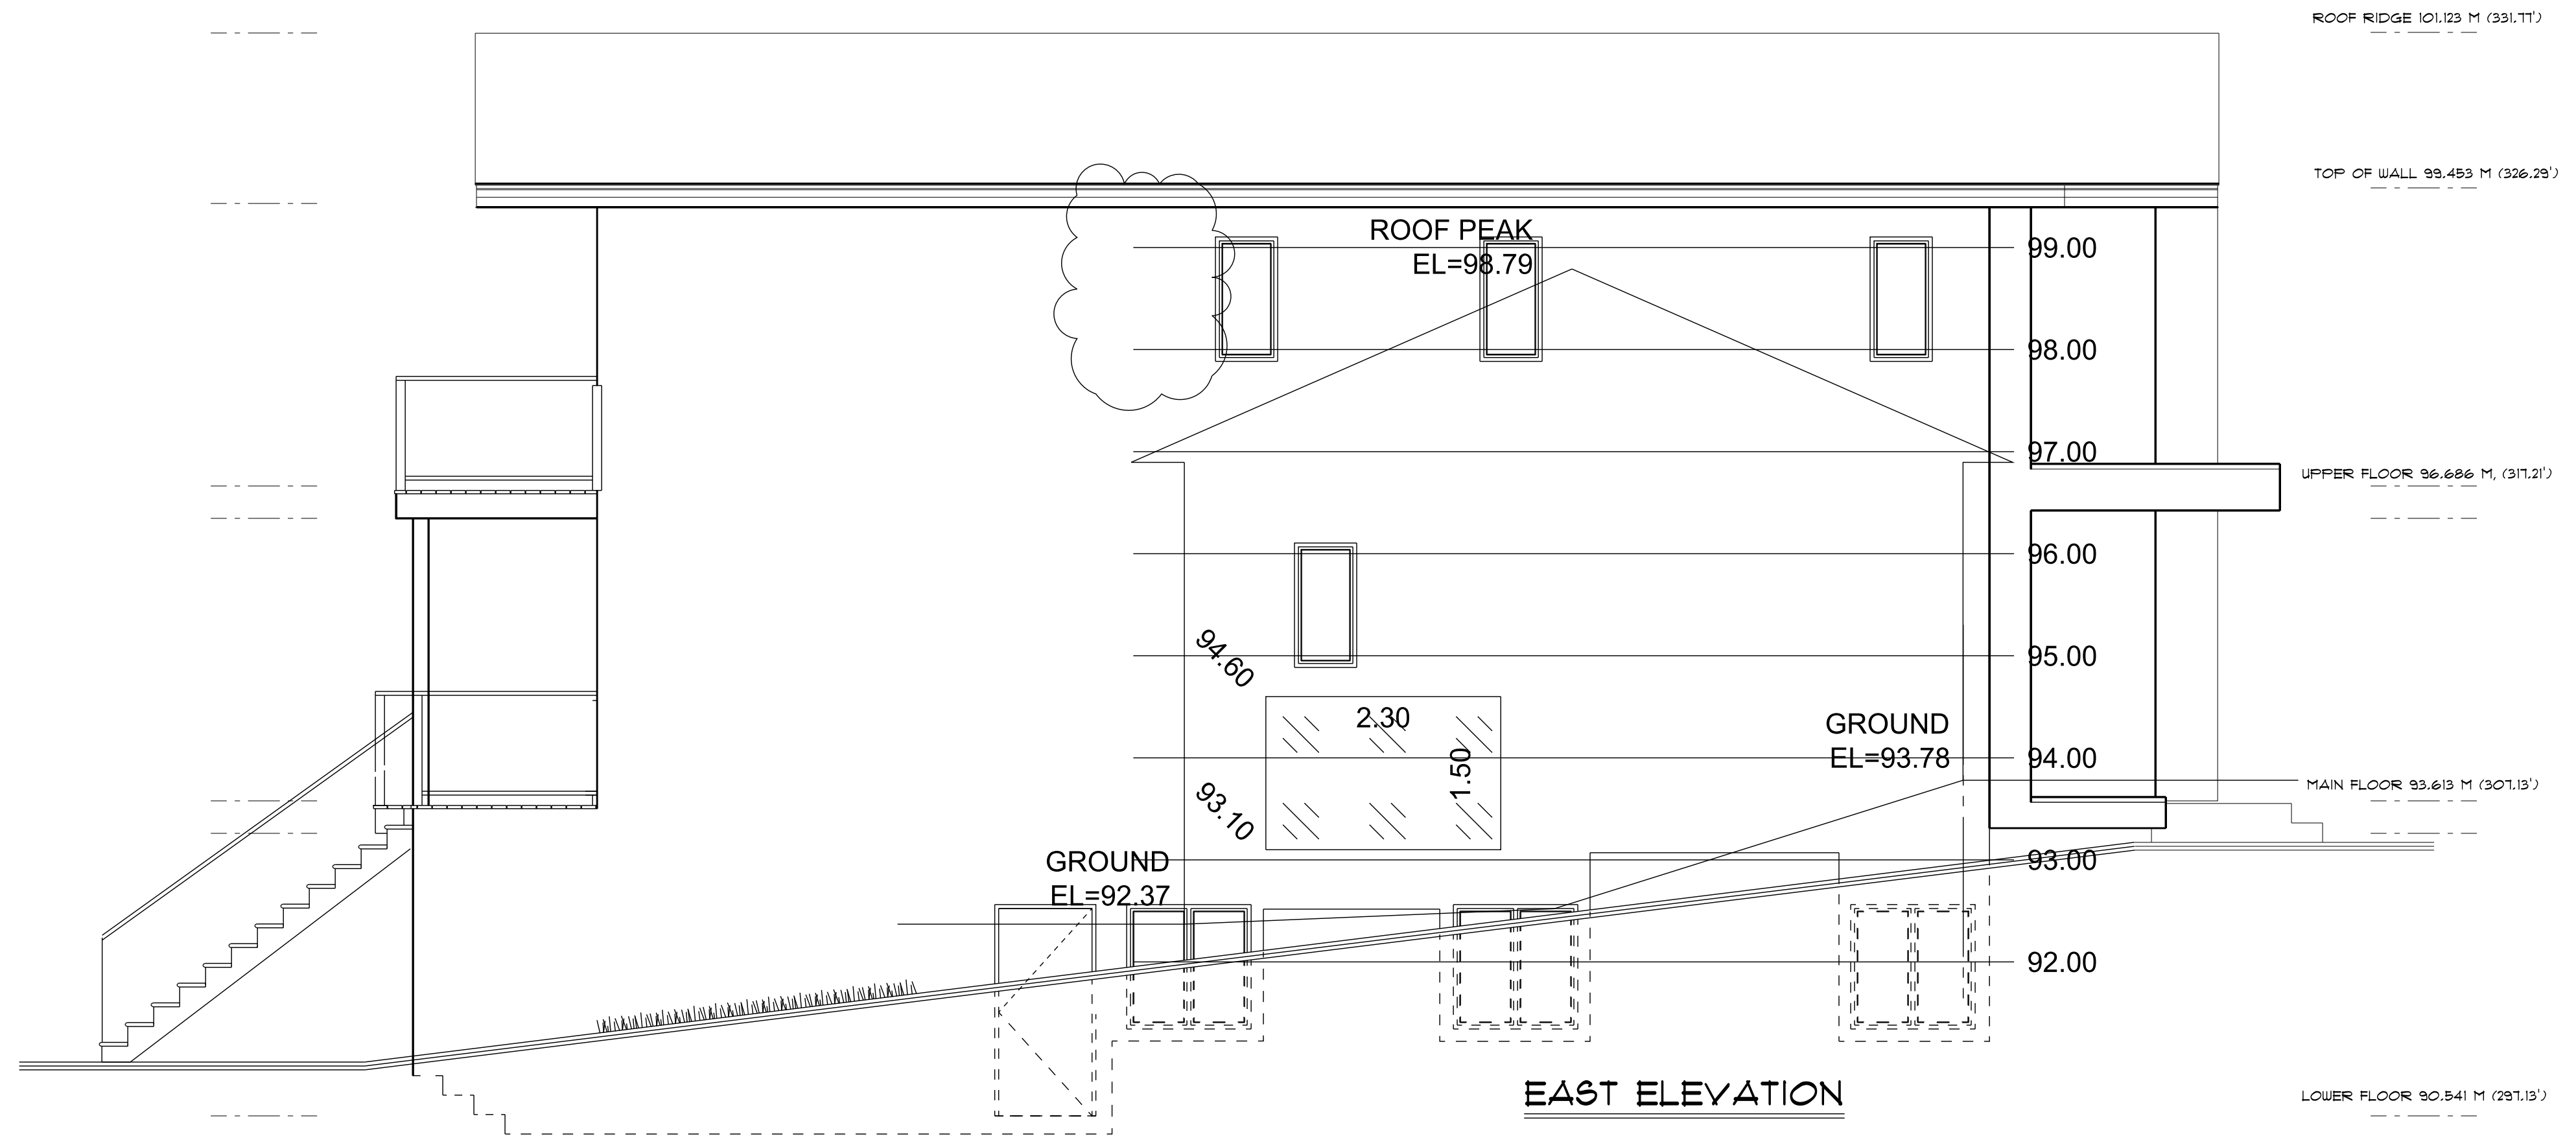 ROOF RIDGE 101.123 M (331.77')
TOP OF WALL 99.453 M (326.29')
ROOF PEAK
EL=98.79
99.00
98.00
97.00
UPPER FLOOR 96.686 M, (317.21')
96.00
94.60
95.00
2.30
GROUND
EL=93.78
1.50
94.00
MAIN FLOOR 93.613 M (307.13')
93.10
GROUND
EL=92.37
93.00
92.00
EAST ELEVATION
LOWER FLOOR 90.541 M (297.13')